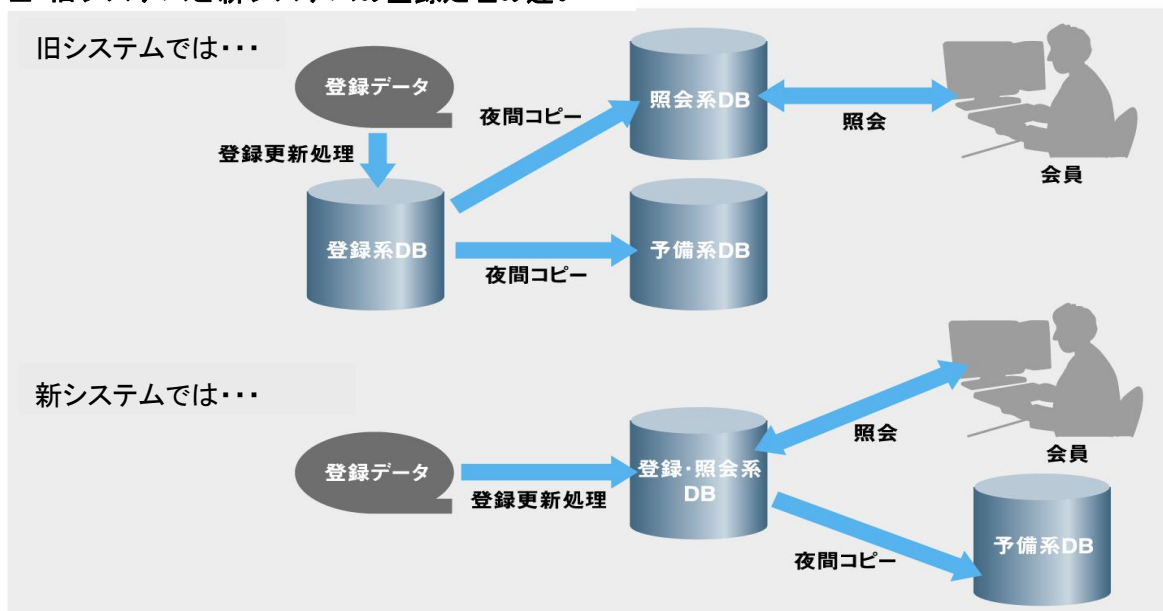 旧システムでは・・・
登録データ
照会系DB
夜間コピー
照会
登録更新処理
会員
登録系DB
予備系DB
夜間コピー
新システムでは・・・
照会
会員
登録データ
登録・照会系
DB
登録更新処理
予備系DB
夜間コピー